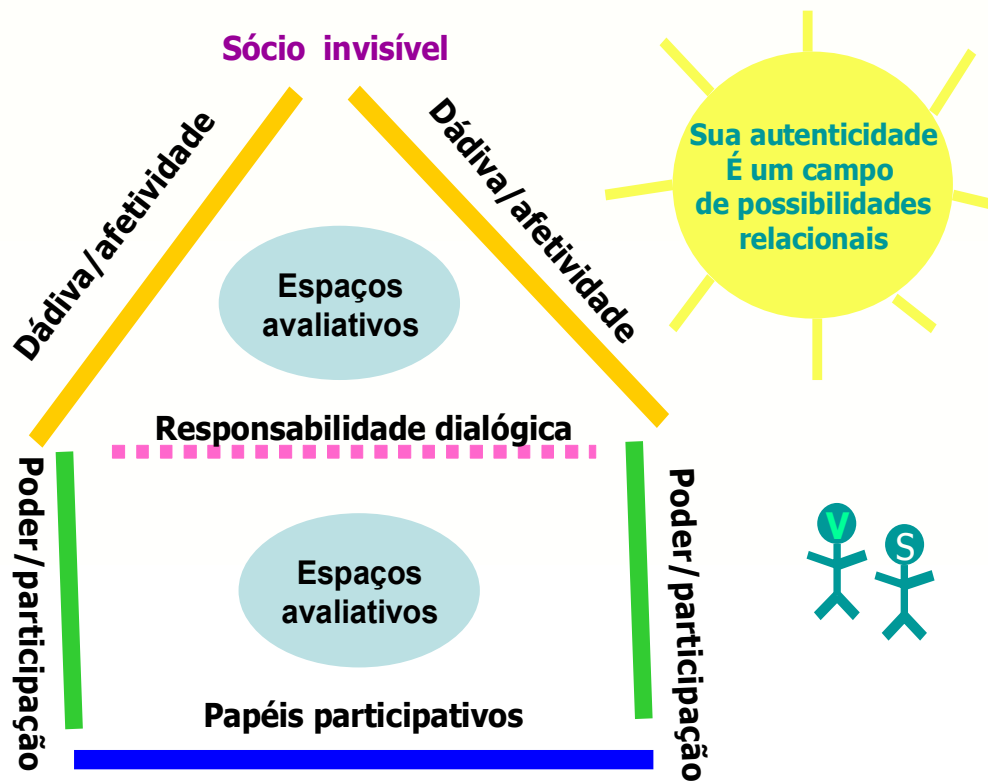 Sócio invisível
Dádiva/afetividade
Dádiva/afetividade
Sua autenticidade
É um campo
de possibilidades
relacionais
Espaços
avaliativos
Responsabilidade dialógica
Poder/participação
Poder/participação
Espaços
avaliativos
V
S
Papéis participativos